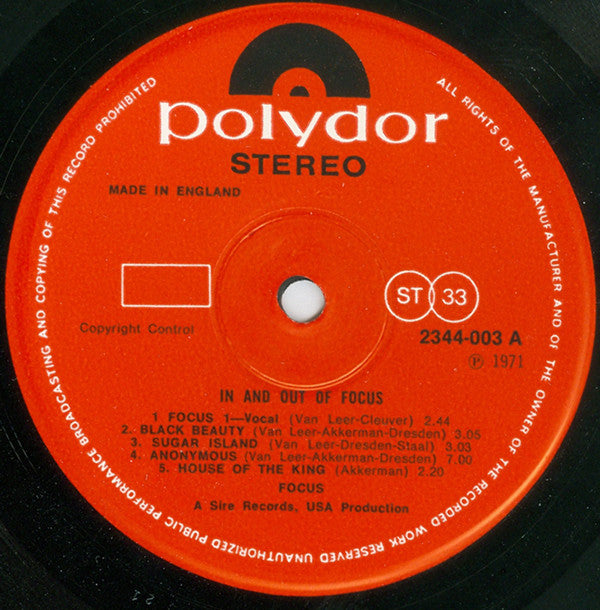 polydor
STEREO
MADE IN ENGLAND
ST 33
Copyright Control
2344-003 A
℗ 1971
IN AND OUT OF FOCUS
1 FOCUS 1—Vocal (Van Leer-Cleuver) 2.44
2. BLACK BEAUTY (Van Leer-Akkerman-Dresden) 3.05
3. SUGAR ISLAND (Van Leer-Dresden-Staal) 3.03
4. ANONYMOUS (Van Leer-Akkerman-Dresden) 7.00
5. HOUSE OF THE KING (Akkerman) 2.20
FOCUS
A Sire Records, USA Production
ALL RIGHTS OF THE MANUFACTURER AND OF THE OWNER OF THE RECORDED WORK RESERVED UNAUTHORIZED PUBLIC PERFORMANCE BROADCASTING AND COPYING OF THIS RECORD PROHIBITED